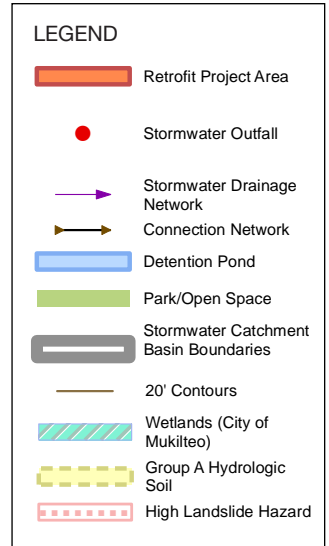 LEGEND
Retrofit Project Area
Stormwater Outfall
Stormwater Drainage
Network
Connection Network
Detention Pond
Park/Open Space
Stormwater Catchment
Basin Boundaries
20' Contours
Wetlands (City of
Mukilteo)
Group A Hydrologic
Soil
High Landslide Hazard